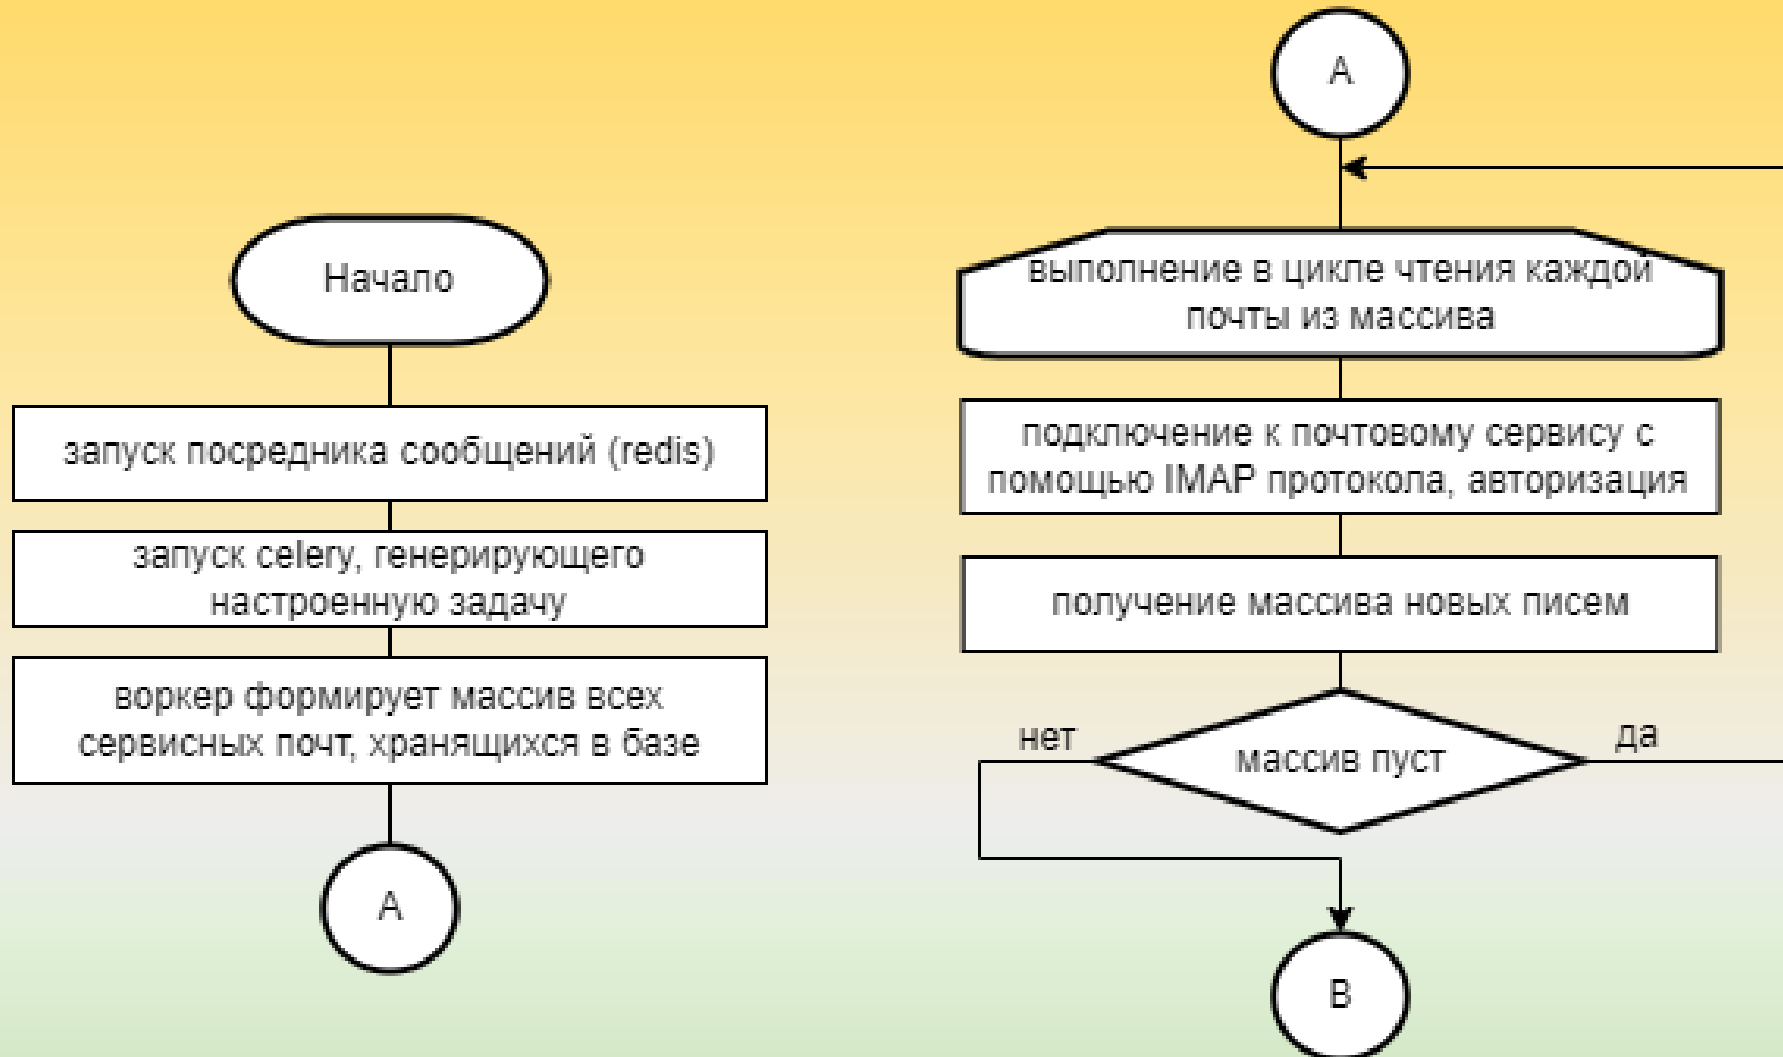 Начало
запуск посредника сообщений (redis)
запуск celery, генерирующего
настроенную задачу
воркер формирует массив всех
сервисных почт, хранящихся в базе
А
А
выполнение в цикле чтения каждой
почты из массива
подключение к почтовому сервису с
помощью IMAP протокола, авторизация
получение массива новых писем
массив пуст
нет
да
В